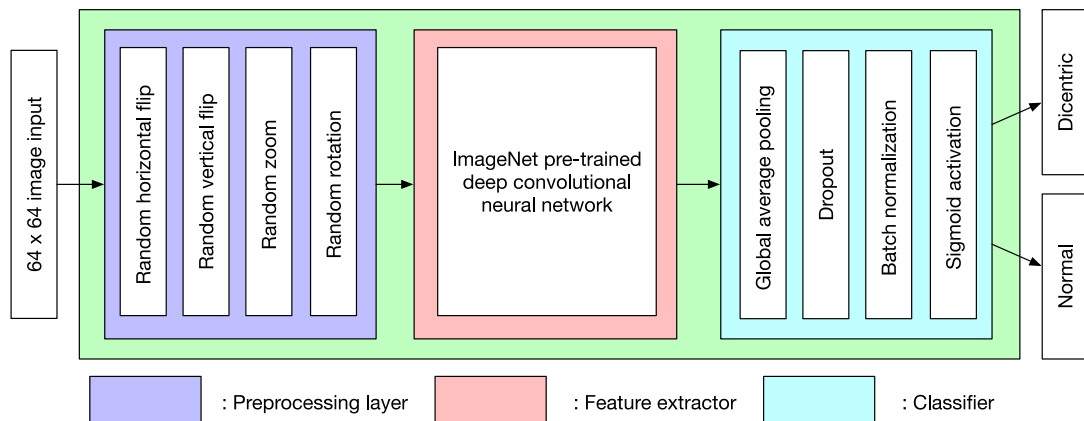 64 x 64 image input
Random horizontal flip
Random vertical flip
Random zoom
Random rotation
ImageNet pre-trained
deep convolutional
neural network
Global average pooling
Dropout
Batch normalization
Sigmoid activation
Dicentric
Normal
: Preprocessing layer
: Feature extractor
: Classifier